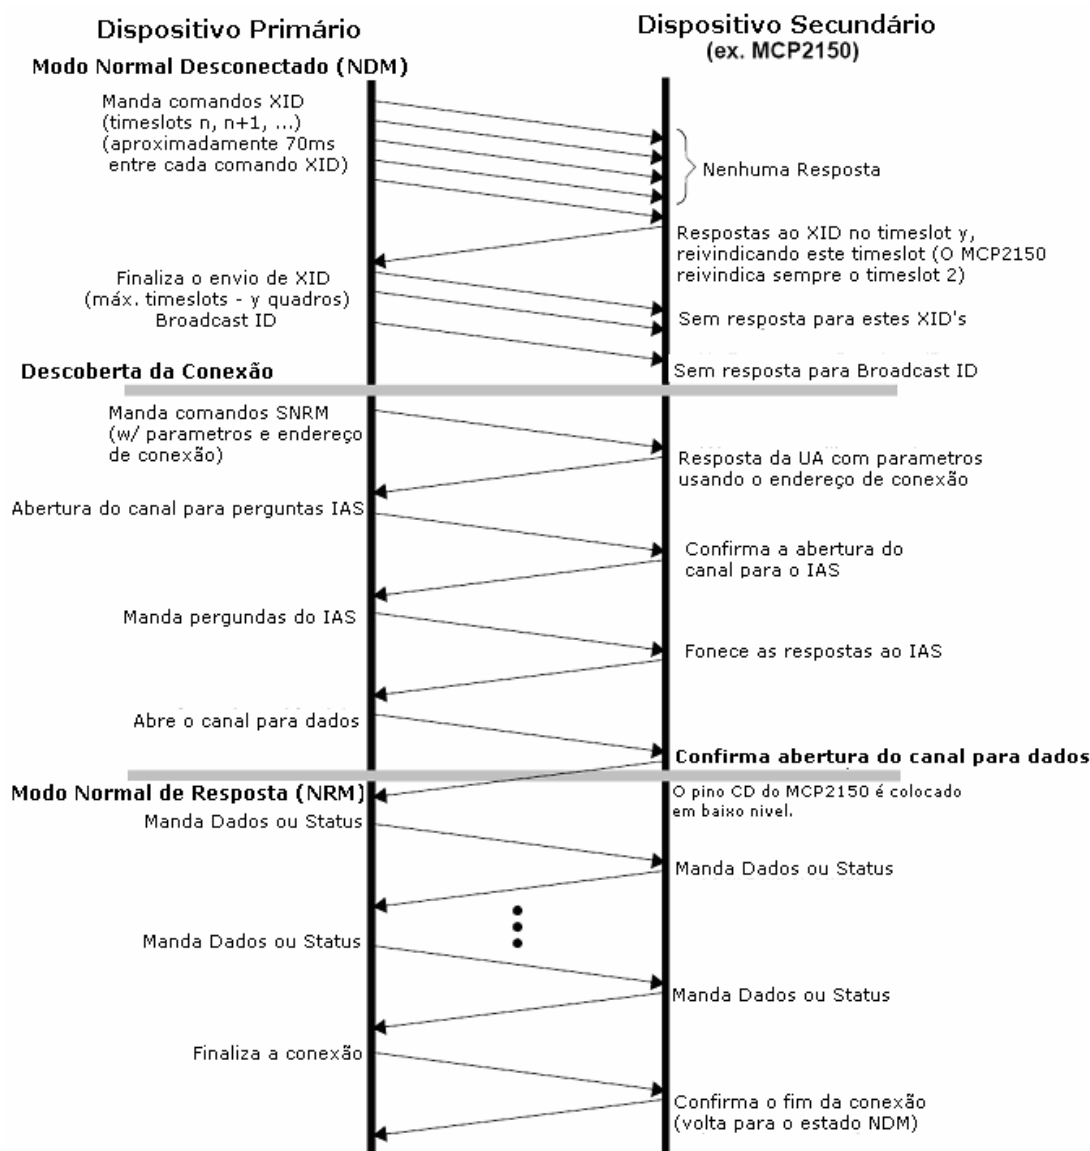 Dispositivo Primário
Dispositivo Secundário
(ex. MCP2150)
Modo Normal Desconectado (NDM)
Manda comandos XID
(timeslots n, n+1, ...)
(aproximadamente 70ms
entre cada comando XID)
Nenhuma Resposta
Respostas ao XID no timeslot y,
reivindicando este timeslot (O MCP2150
reivindica sempre o timeslot 2)
Finaliza o envio de XID
(máx. timeslots - y quadros)
Broadcast ID
Sem resposta para estes XID's
Sem resposta para Broadcast ID
Descoberta da Conexão
Manda comandos SNRM
(w/ parametros e endereço
de conexão)
Resposta da UA com parametros
usando o endereço de conexão
Abertura do canal para perguntas IAS
Confirma a abertura do
canal para o IAS
Manda pergundas do IAS
Fonece as respostas ao IAS
Abre o canal para dados
Confirma abertura do canal para dados
Modo Normal de Resposta (NRM)
O pino CD do MCP2150 é colocado
em baixo nivel.
Manda Dados ou Status
Manda Dados ou Status
Manda Dados ou Status
Manda Dados ou Status
Finaliza a conexão
Confirma o fim da conexão
(volta para o estado NDM)